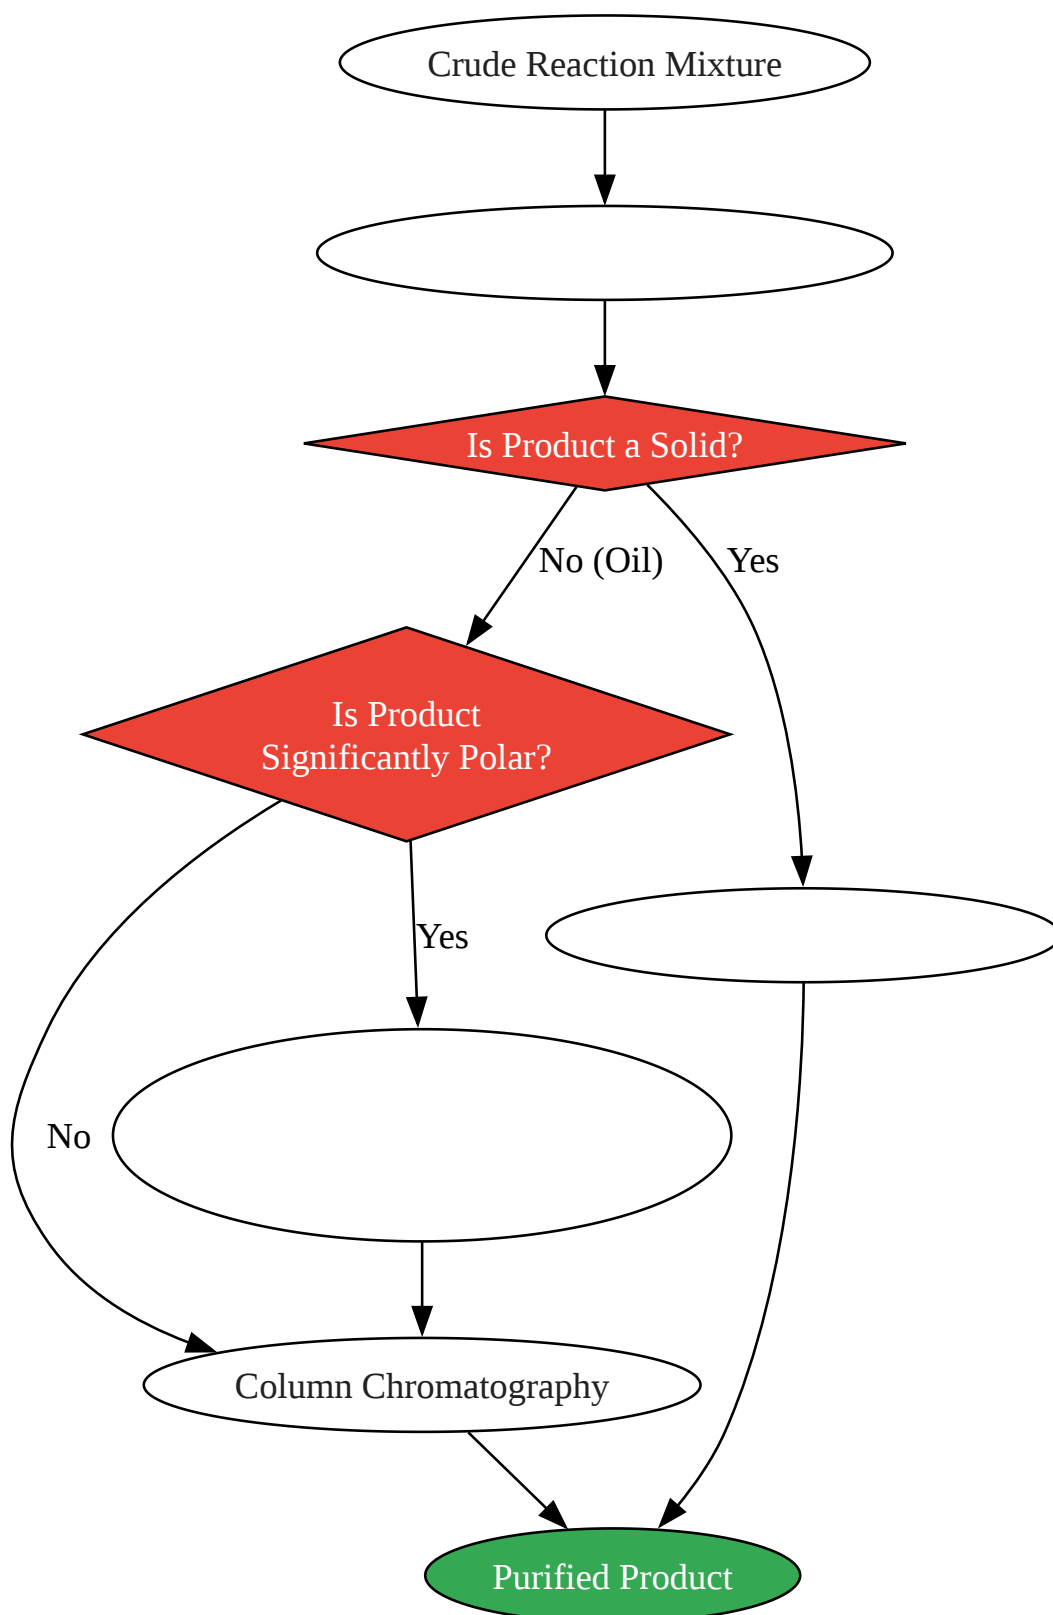 Crude Reaction Mixture
Is Product a Solid?
No (Oil)
Yes
Is Product
Significantly Polar?
Yes
No
Column Chromatography
Purified Product